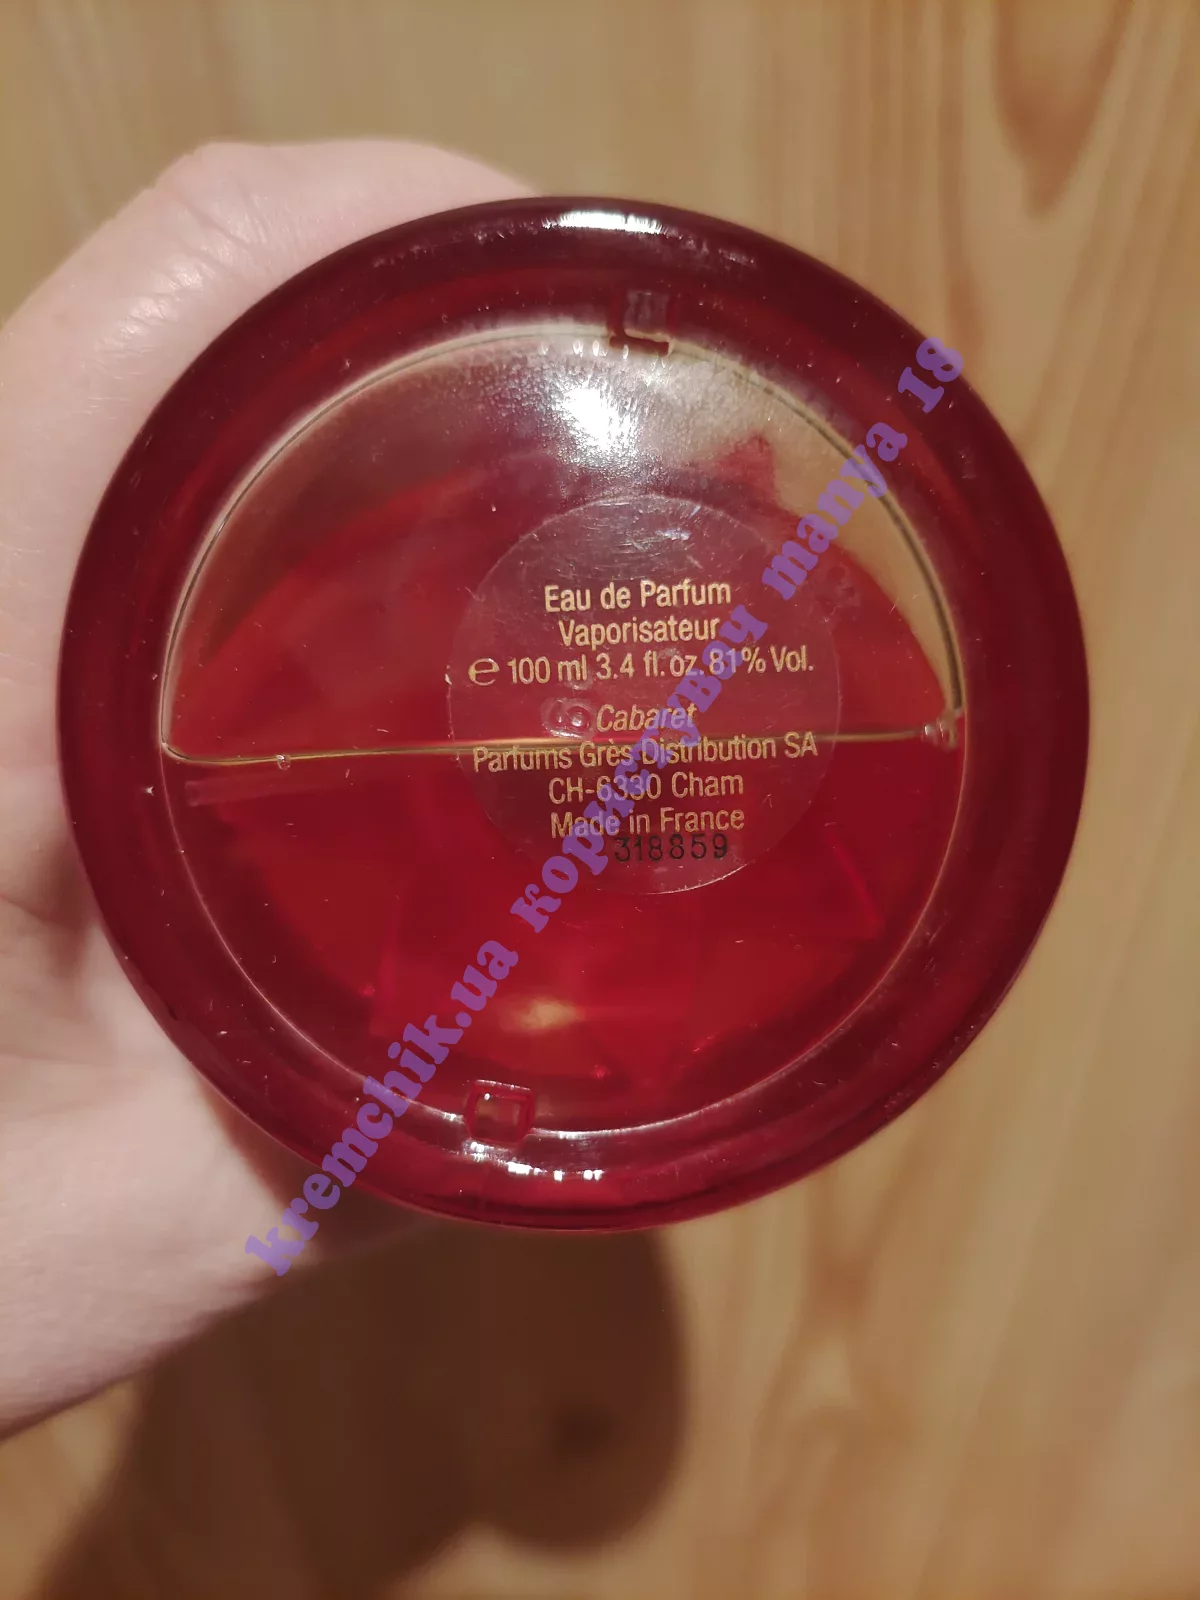 Eau de Parfum
Vaporisateur
℮ 100 ml 3.4 fl. oz. 81% Vol.
Cabaret
Parfums Grès Distribution SA
CH-6330 Cham
Made in France
318859
kremchik.ua користувач manya 18